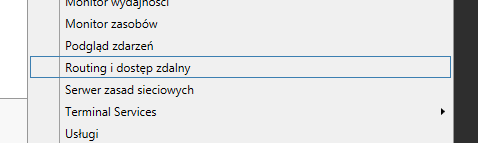 Monitor wydajności
Monitor zasobów
Podgląd zdarzeń
Routing i dostęp zdalny
Serwer zasad sieciowych
Terminal Services
Usługi